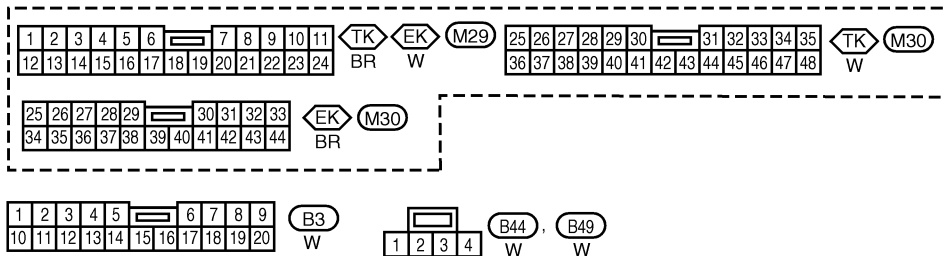 1 2 3 4 5 6 7 8 9 10 11 TK EK M29
12 13 14 15 16 17 18 19 20 21 22 23 24 BR W
25 26 27 28 29 30 31 32 33 34 35 TK M30
36 37 38 39 40 41 42 43 44 45 46 47 48 W
25 26 27 28 29 30 31 32 33 EK M30
34 35 36 37 38 39 40 41 42 43 44 BR
1 2 3 4 5 6 7 8 9 B3
10 11 12 13 14 15 16 17 18 19 20 W
1 2 3 4 B44 , B49
W W